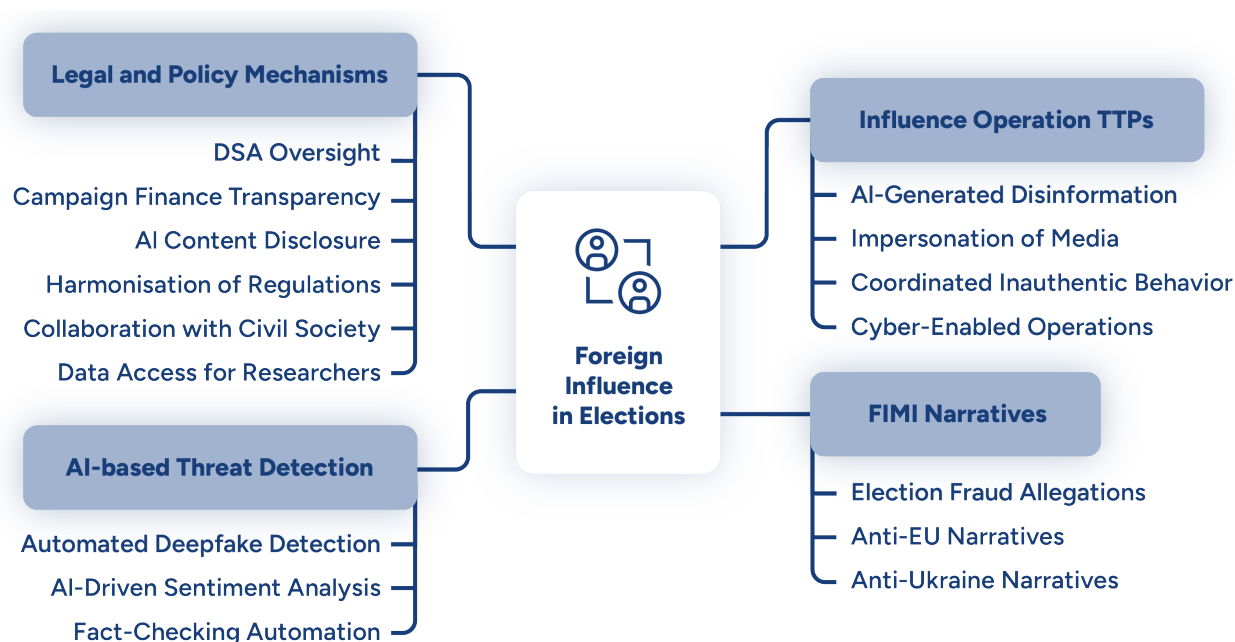 Legal and Policy Mechanisms
DSA Oversight
Campaign Finance Transparency
AI Content Disclosure
Harmonisation of Regulations
Collaboration with Civil Society
Data Access for Researchers
AI-based Threat Detection
Automated Deepfake Detection
AI-Driven Sentiment Analysis
Fact-Checking Automation
Foreign
Influence
in Elections
Influence Operation TTPs
AI-Generated Disinformation
Impersonation of Media
Coordinated Inauthentic Behavior
Cyber-Enabled Operations
FIMI Narratives
Election Fraud Allegations
Anti-EU Narratives
Anti-Ukraine Narratives